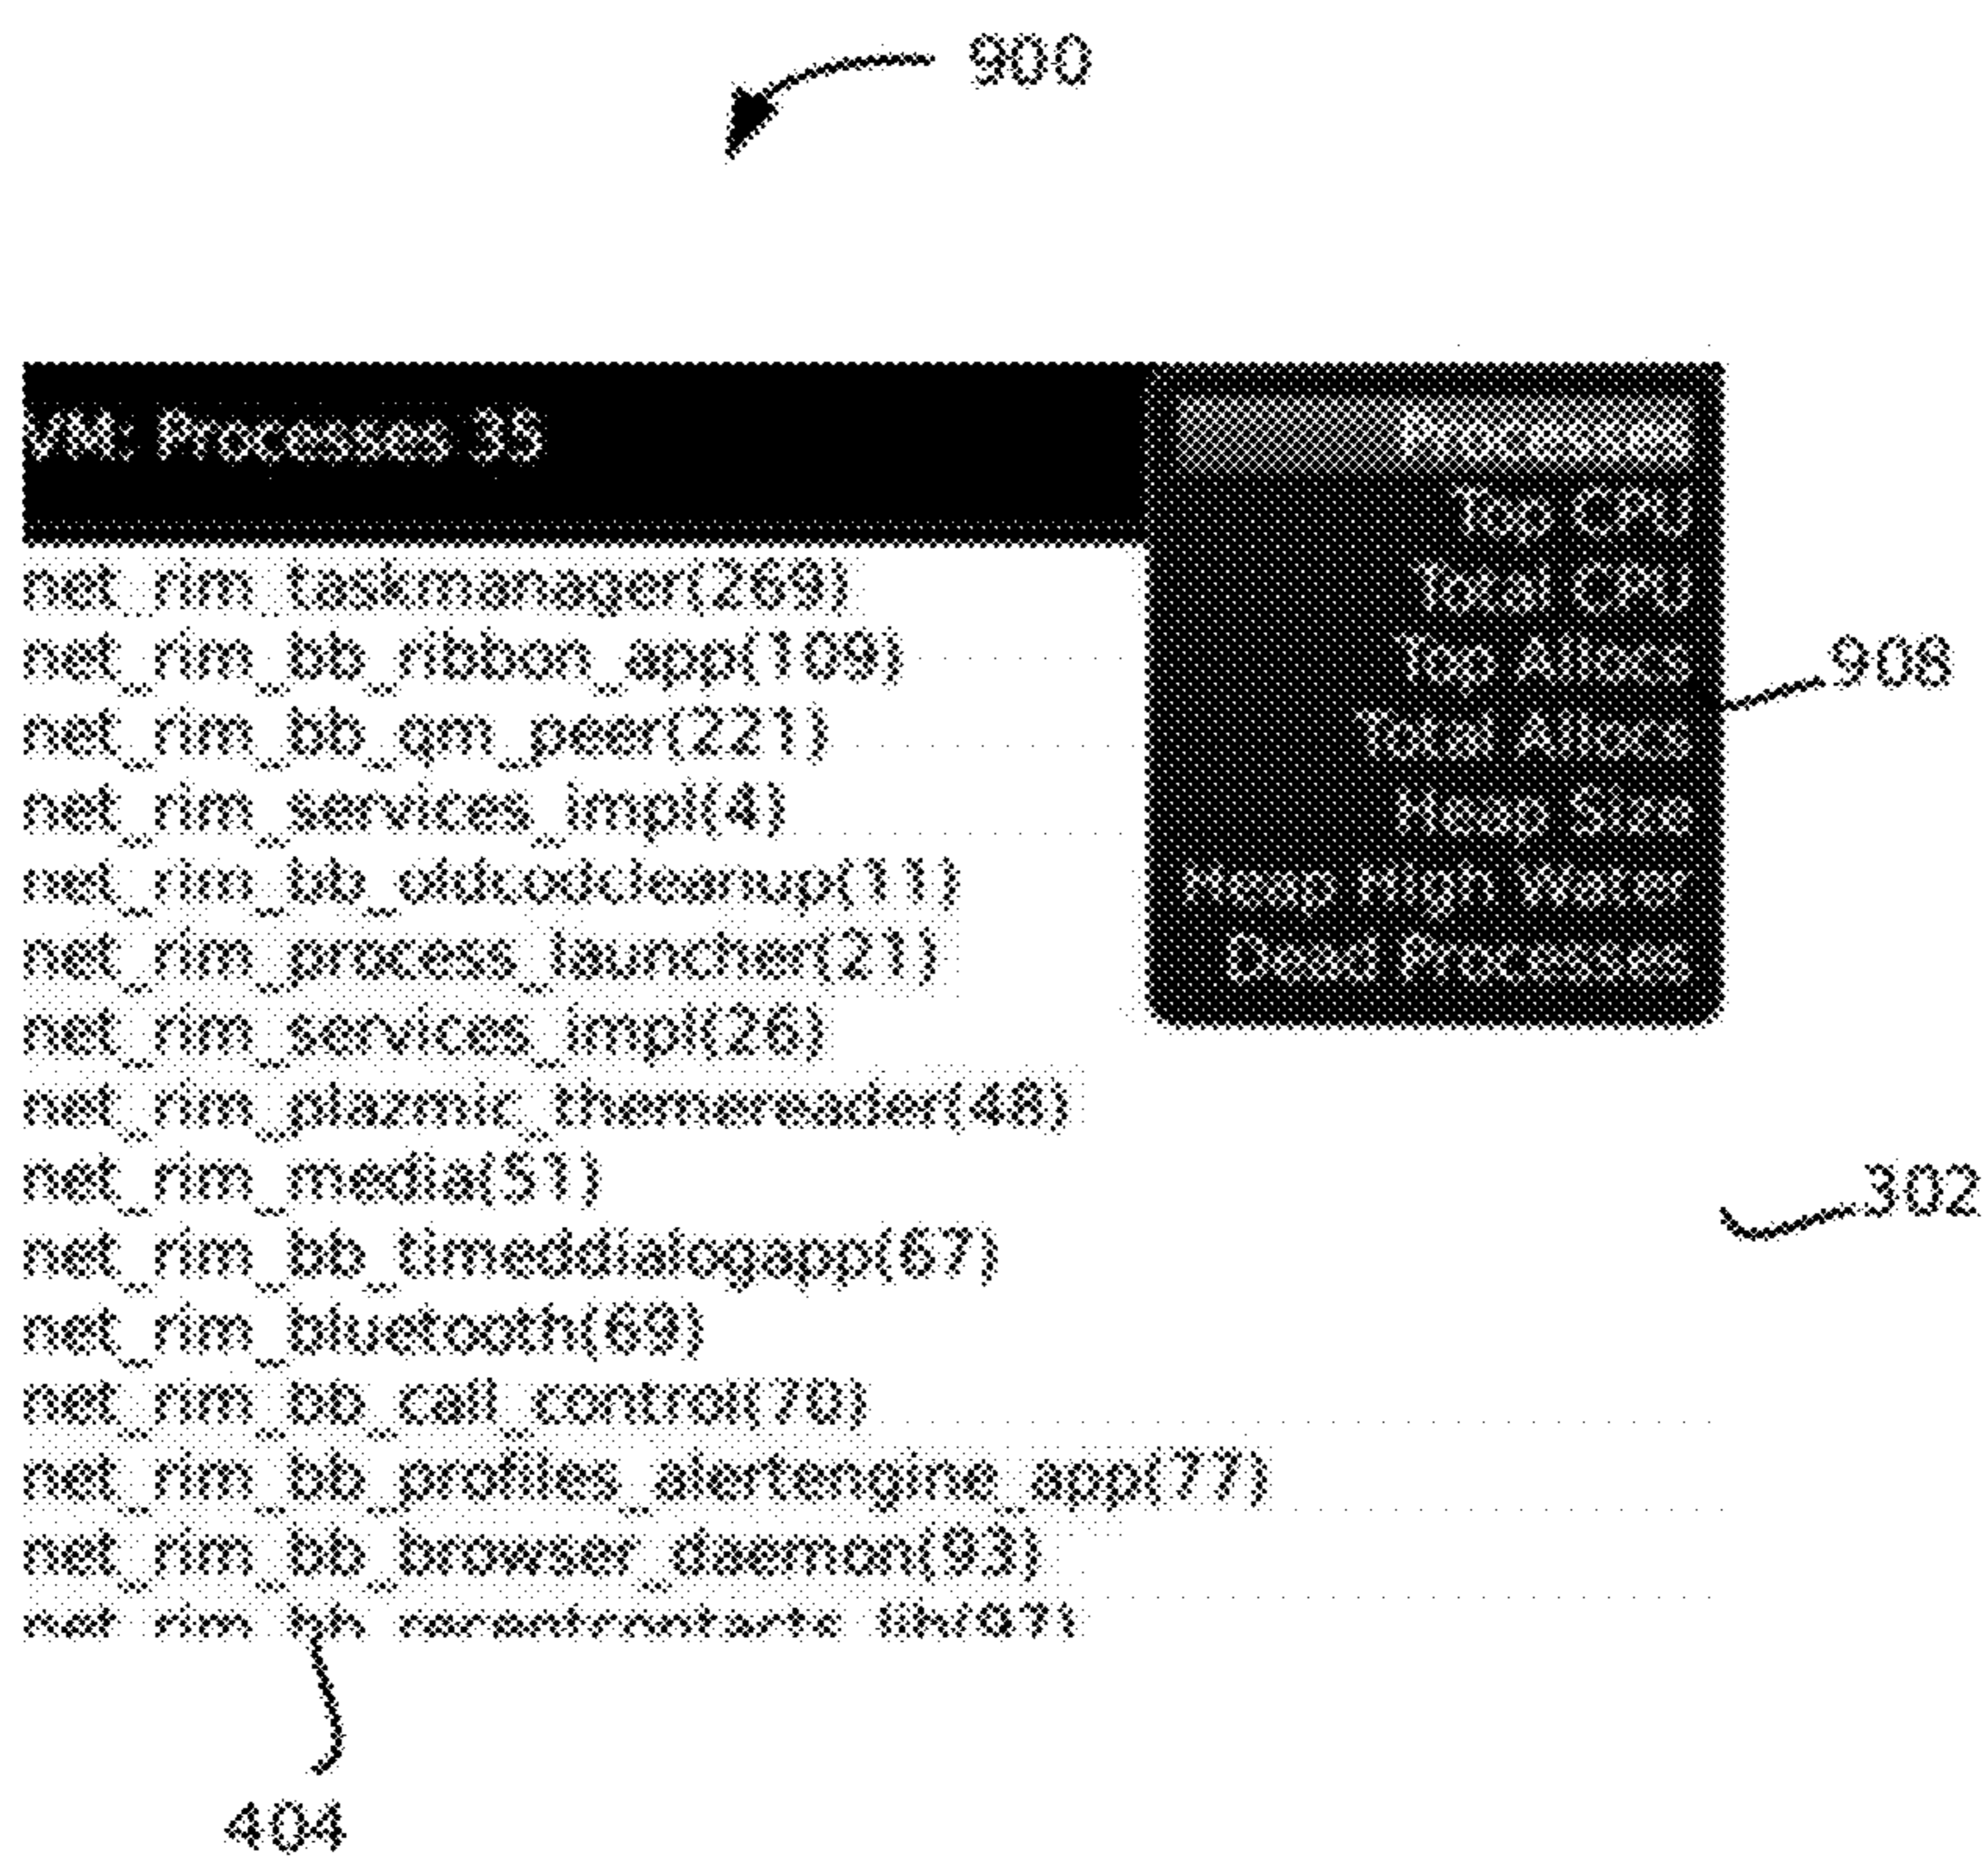 900
VM: Processes 35
Processes
Top CPU
Total CPU
Top Allocs
Total Allocs
Heap Size
Heap High Water
Dead Processes
908
net_rim_taskmanager(269)
net_rim_bb_ribbon_app(109)
net_rim_bb_qm_peer(221)
net_rim_services_impl(4)
net_rim_bb_oldcodcleanup(11)
net_rim_process_launcher(21)
net_rim_services_impl(26)
net_rim_plazmic_themereader(48)
net_rim_media(51)
net_rim_bb_timeddialogapp(67)
net_rim_bluetooth(69)
net_rim_bb_call_control(70)
net_rim_bb_profiles_alertengine_app(77)
net_rim_bb_browser_daemon(93)
net_rim_bb
302
404